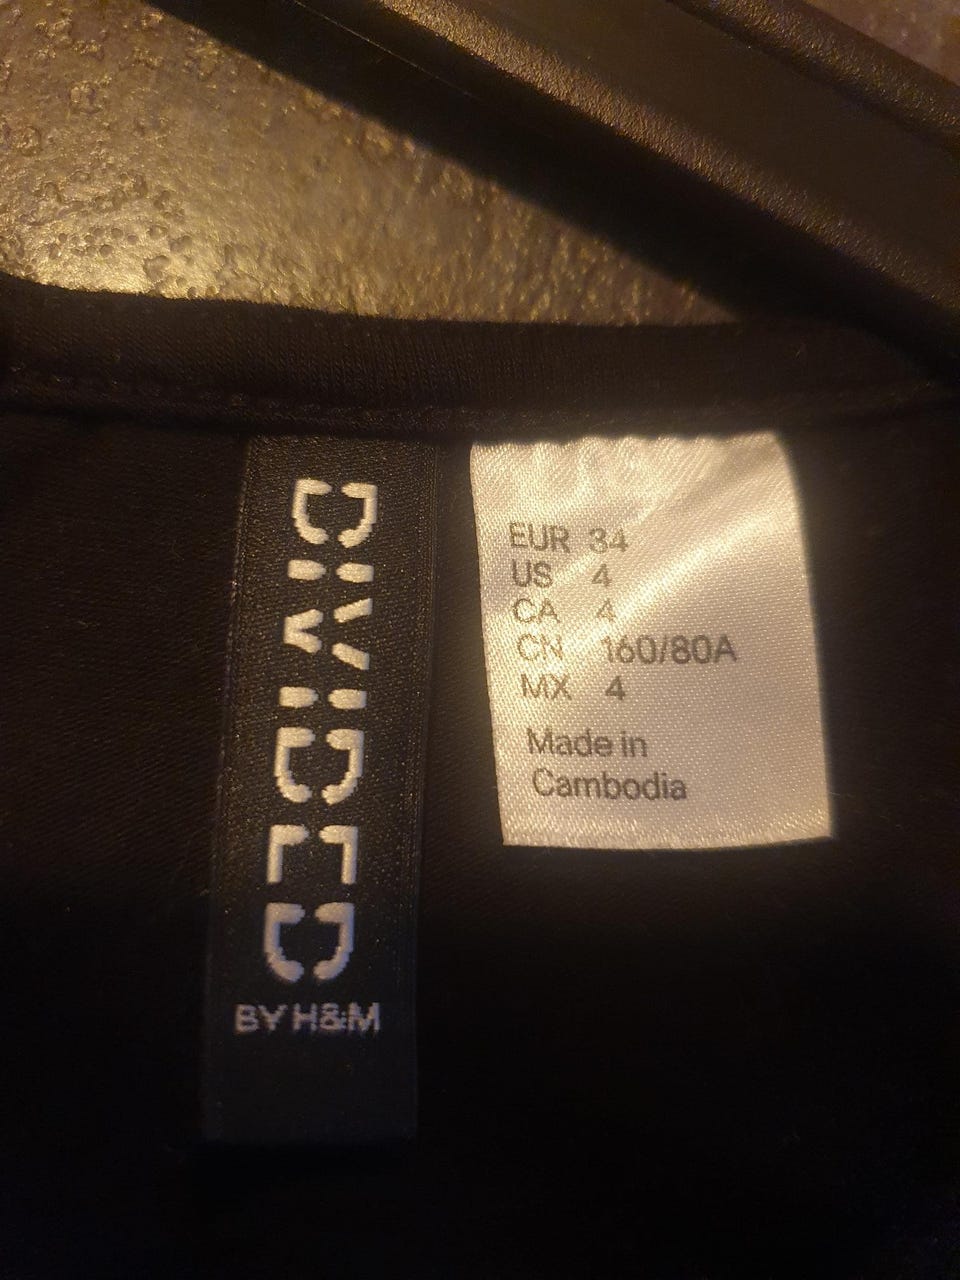 DIVIDED
BY H&M
EUR 34
US 4
CA 4
CN 160/80A
MX 4
Made in
Cambodia